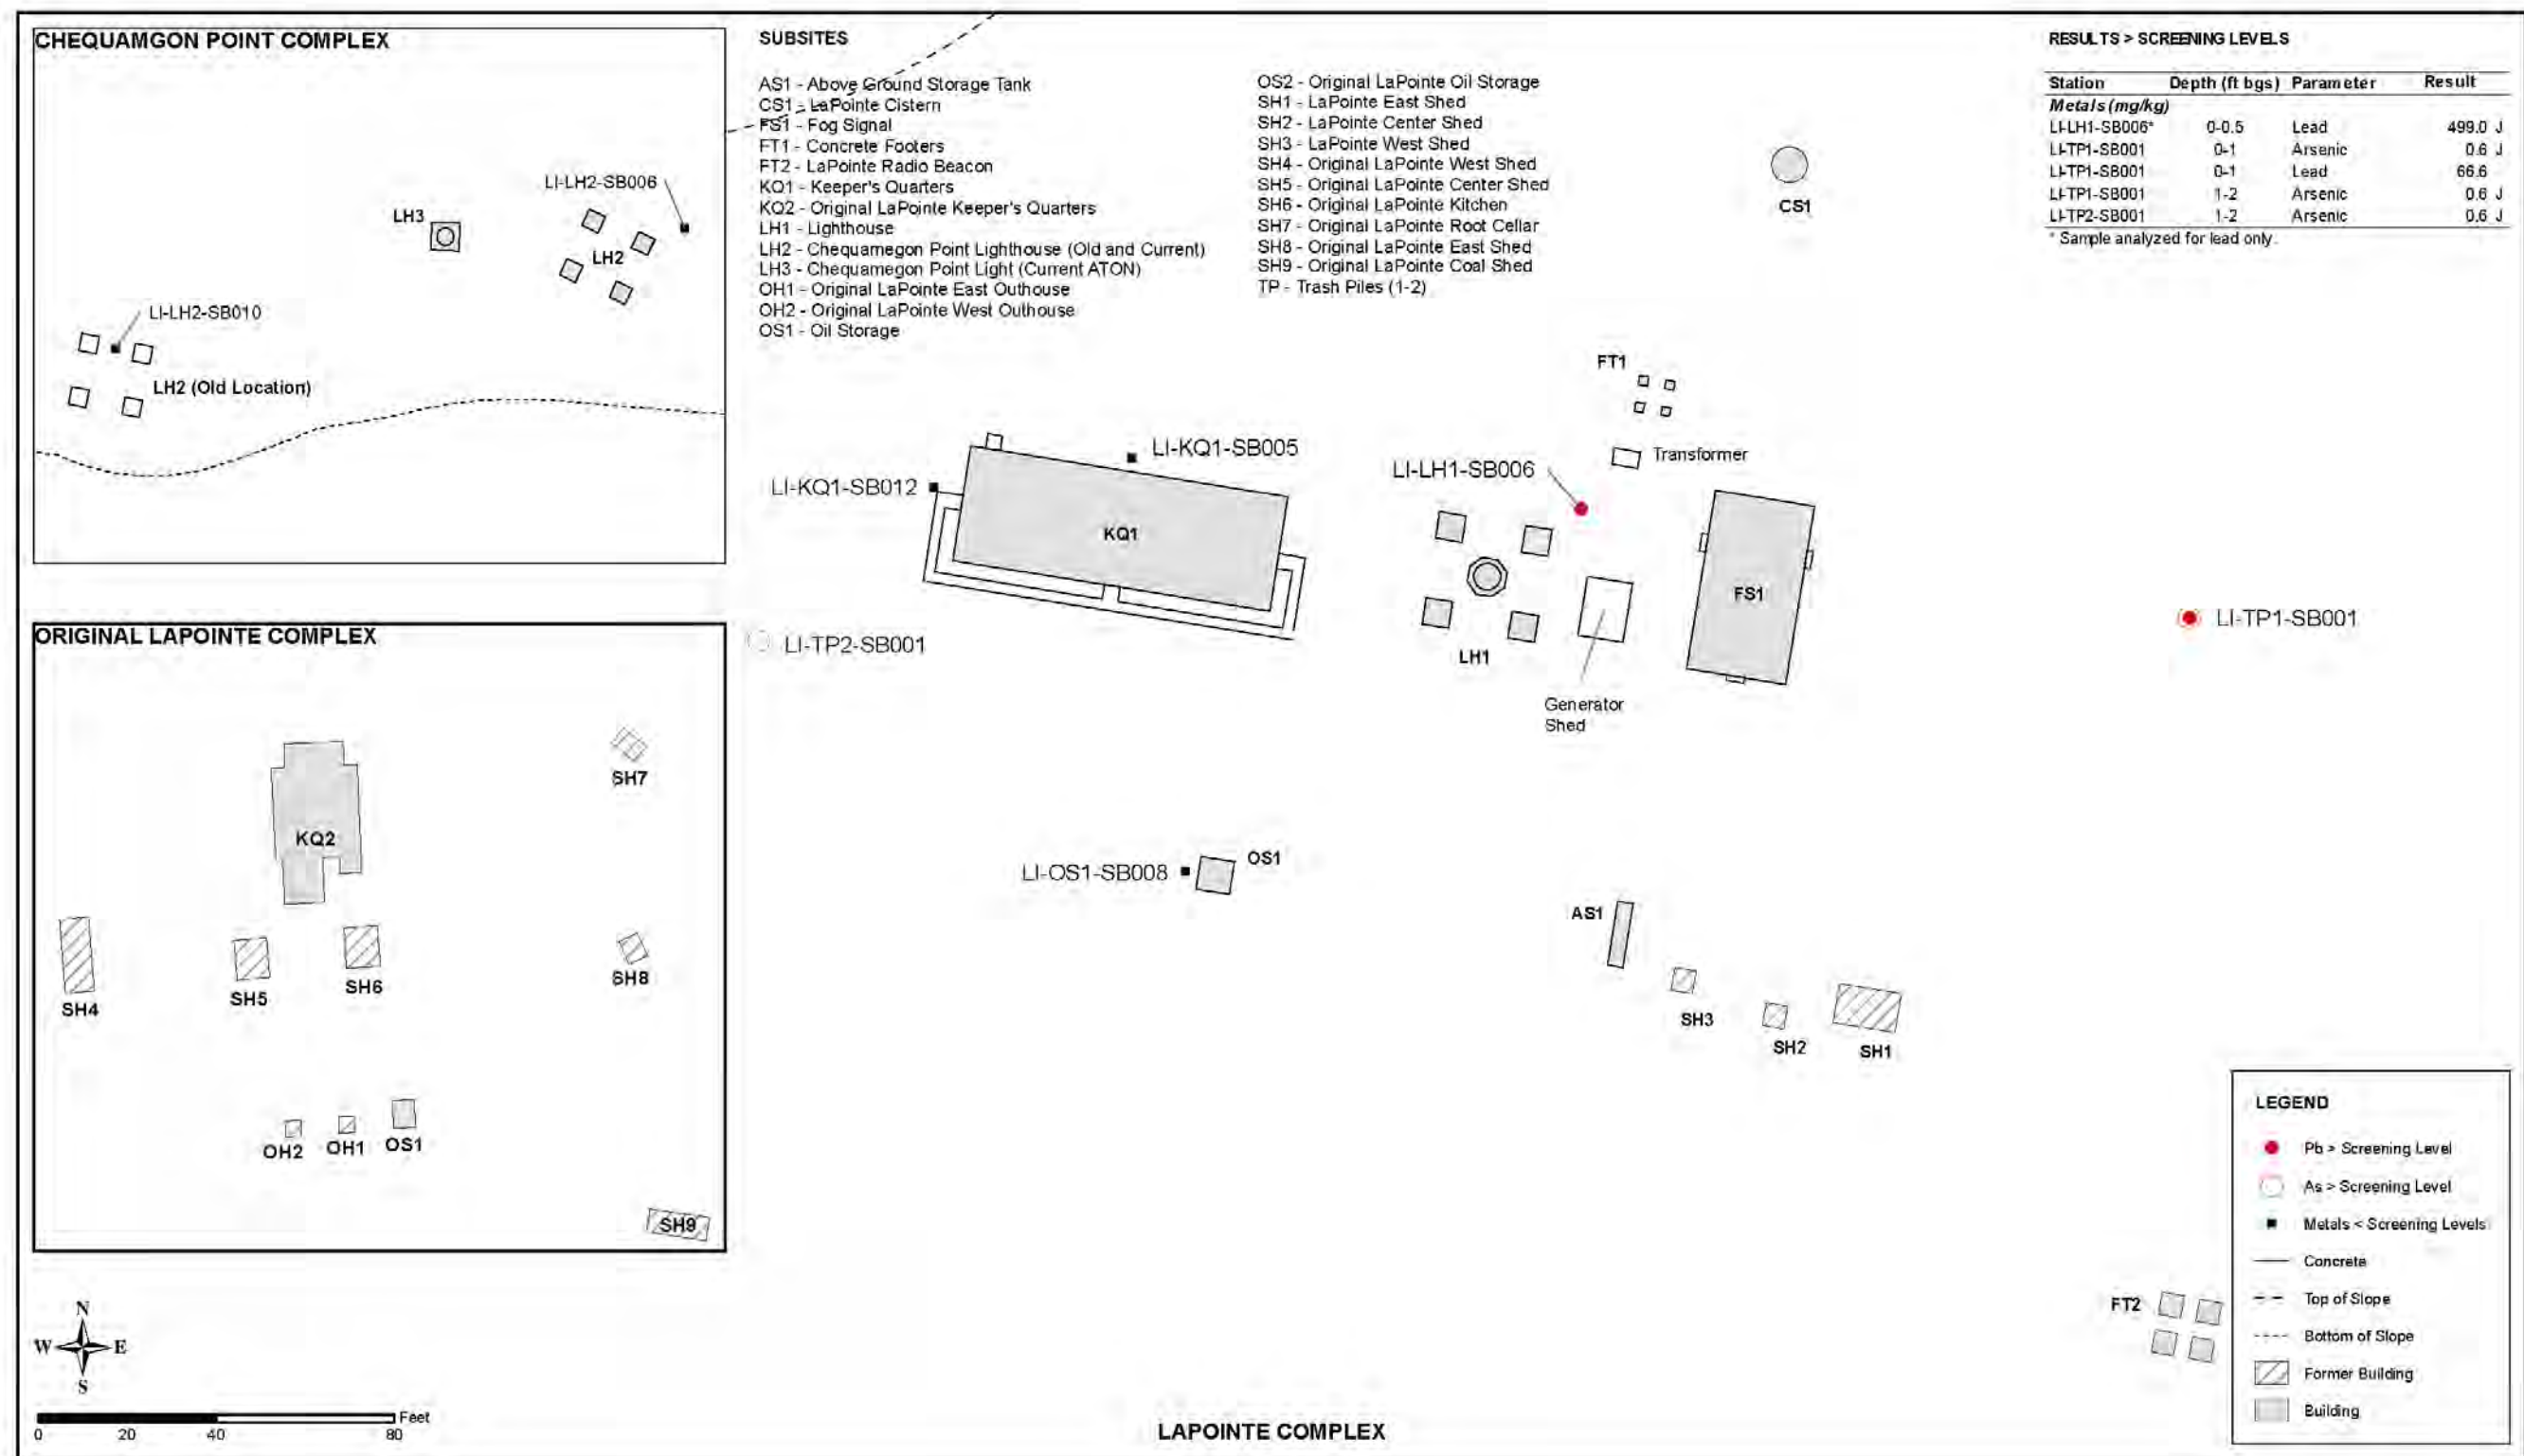 CHEQUAMGON POINT COMPLEX
LI-LH2-SB006
LH3
LH2
LI-LH2-SB010
LH2 (Old Location)
ORIGINAL LAPOINTE COMPLEX
SH7
KQ2
SH4
SH5
SH6
SH8
OH2
OH1
OS1
SH9
N
W
E
S
Feet
0
20
40
80
SUBSITES
AS1 - Above Ground Storage Tank
CS1 - LaPointe Cistern
FS1 - Fog Signal
FT1 - Concrete Footers
FT2 - LaPointe Radio Beacon
KQ1 - Keeper's Quarters
KQ2 - Original LaPointe Keeper's Quarters
LH1 - Lighthouse
LH2 - Chequamegon Point Lighthouse (Old and Current)
LH3 - Chequamegon Point Light (Current ATON)
OH1 - Original LaPointe East Outhouse
OH2 - Original LaPointe West Outhouse
OS1 - Oil Storage
OS2 - Original LaPointe Oil Storage
SH1 - LaPointe East Shed
SH2 - LaPointe Center Shed
SH3 - LaPointe West Shed
SH4 - Original LaPointe West Shed
SH5 - Original LaPointe Center Shed
SH6 - Original LaPointe Kitchen
SH7 - Original LaPointe Root Cellar
SH8 - Original LaPointe East Shed
SH9 - Original LaPointe Coal Shed
TP - Trash Piles (1-2)
RESULTS > SCREENING LEVELS
Station Depth (ft bgs) Parameter Result
Metals (mg/kg)
LI-LH1-SB006* 0-0.5 Lead 499.0 J
LI-TP1-SB001 0-1 Arsenic 0.6 J
LI-TP1-SB001 0-1 Lead 66.6
LI-TP1-SB001 1-2 Arsenic 0.6 J
LI-TP2-SB001 1-2 Arsenic 0.6 J
* Sample analyzed for lead only.
CS1
FT1
Transformer
LI-KQ1-SB005
LI-KQ1-SB012
KQ1
LI-LH1-SB006
FS1
LI-TP1-SB001
LI-TP2-SB001
LH1
Generator
Shed
LI-OS1-SB008
OS1
AS1
SH3
SH2
SH1
FT2
LAPOINTE COMPLEX
LEGEND
Pb > Screening Level
As > Screening Level
Metals < Screening Levels
Concrete
Top of Slope
Bottom of Slope
Former Building
Building